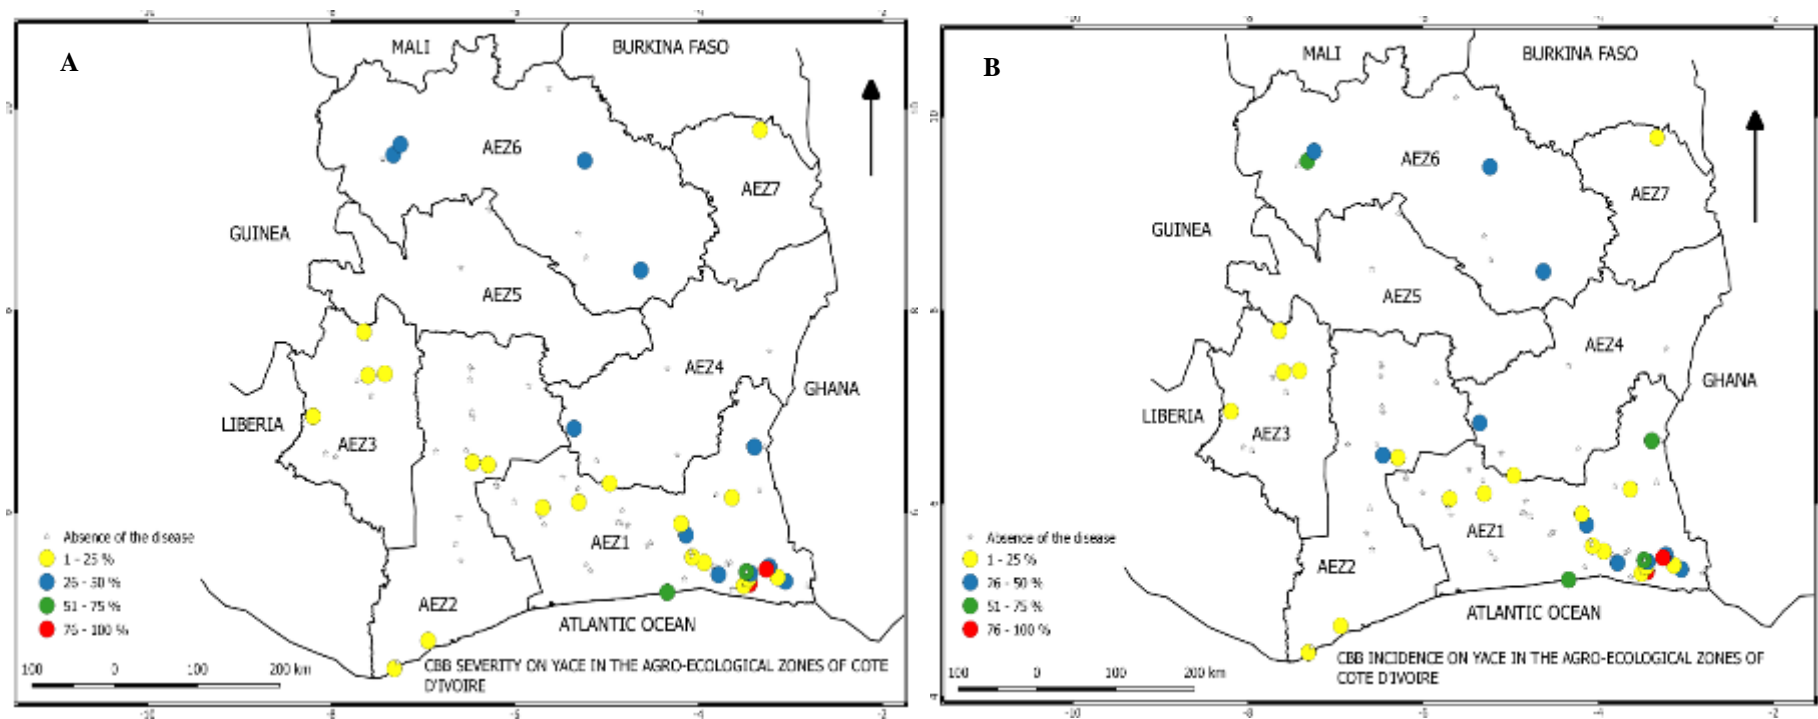 A
MALI
BURKINA FASO
AEZ6
AEZ7
GUINEA
AEZ5
AEZ4
GHANA
LIBERIA
AEZ3
AEZ1
AEZ2
Absence of the disease
1 - 25 %
26 - 50 %
51 - 75 %
76 - 100 %
ATLANTIC OCEAN
100 0 100 200 km
CBB SEVERITY ON YACE IN THE AGRO-ECOLOGICAL ZONES OF COTE
D'IVOIRE
B
MALI
BURKINA FASO
AEZ6
AEZ7
GUINEA
AEZ5
AEZ4
GHANA
LIBERIA
AEZ3
AEZ1
AEZ2
Absence of the disease
1 - 25 %
26 - 50 %
51 - 75 %
76 - 100 %
ATLANTIC OCEAN
100 0 100 200 km
CBB INCIDENCE ON YACE IN THE AGRO-ECOLOGICAL ZONES OF
COTE D'IVOIRE